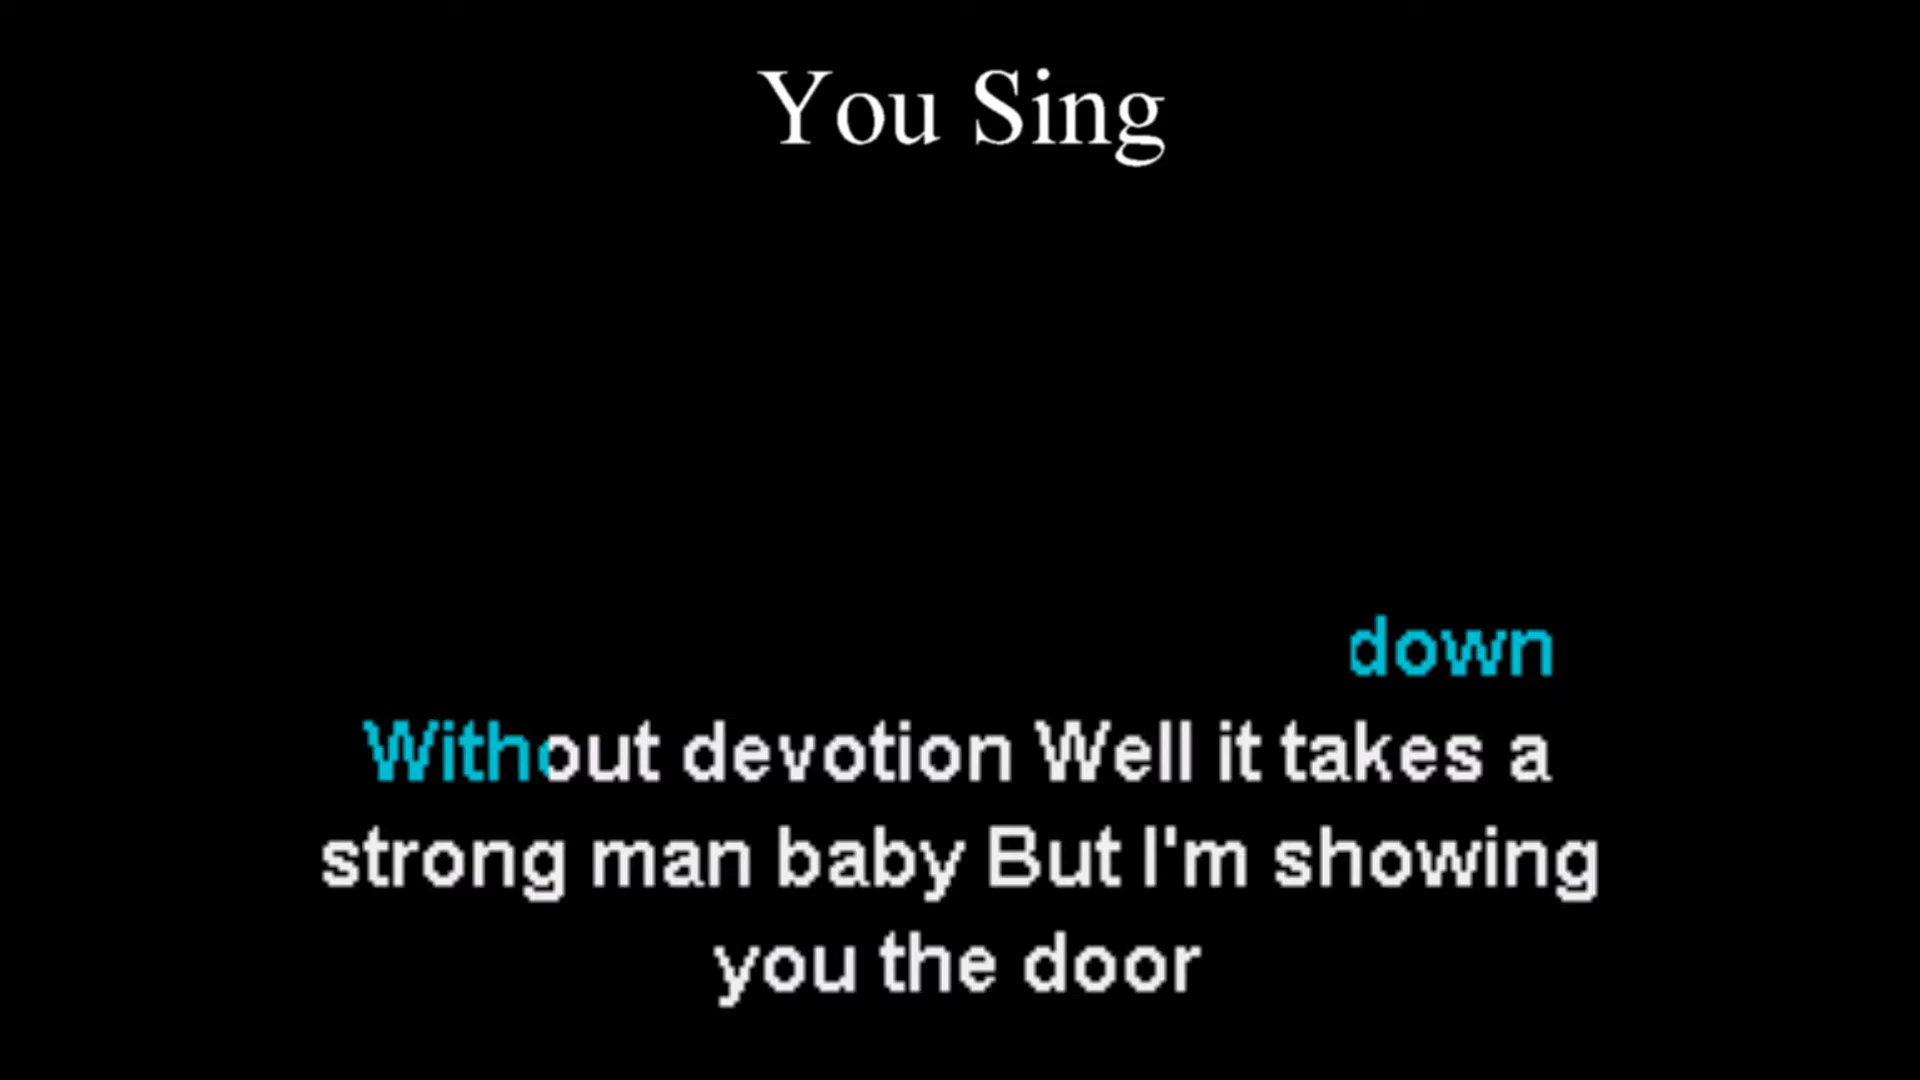 You Sing
down
Without devotion Well it takes a
strong man baby But I'm showing
you the door